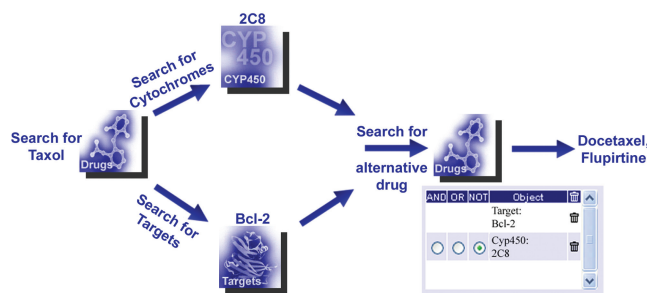 2C8
CYP
450
CYP450
Search for
Cytochromes
Search for
Taxol
Drugs
Search for
Targets
Bcl-2
Targets
Search for
alternative
drug
Drugs
Docetaxel,
Flupirtine
AND OR NOT Object
Target:
Bcl-2
Cyp450:
2C8